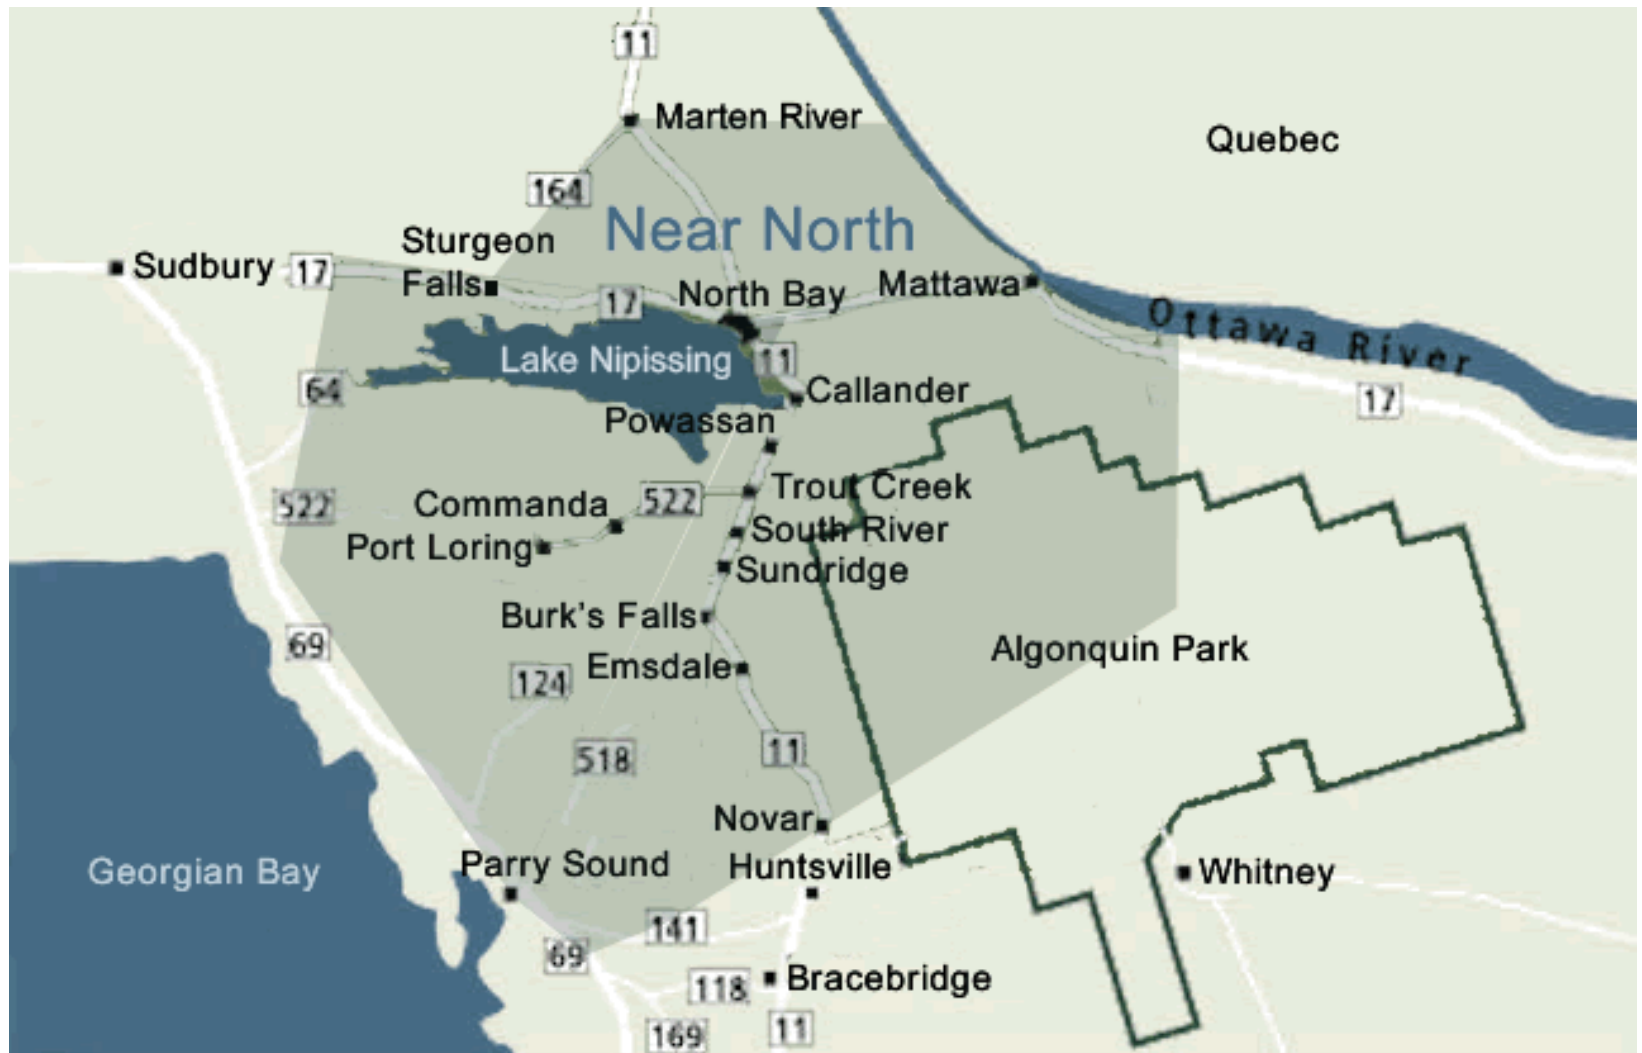 11
Marten River
Quebec
164
Near North
Sturgeon
Falls
Sudbury
17
17
North Bay
Mattawa
Ottawa River
Lake Nipissing
11
64
Callander
17
Powassan
Trout Creek
522
Commanda
522
South River
Port Loring
Sundridge
Burk's Falls
69
Algonquin Park
Emsdale
124
11
518
Novar
Parry Sound
Huntsville
Georgian Bay
Whitney
141
69
118
Bracebridge
169
11